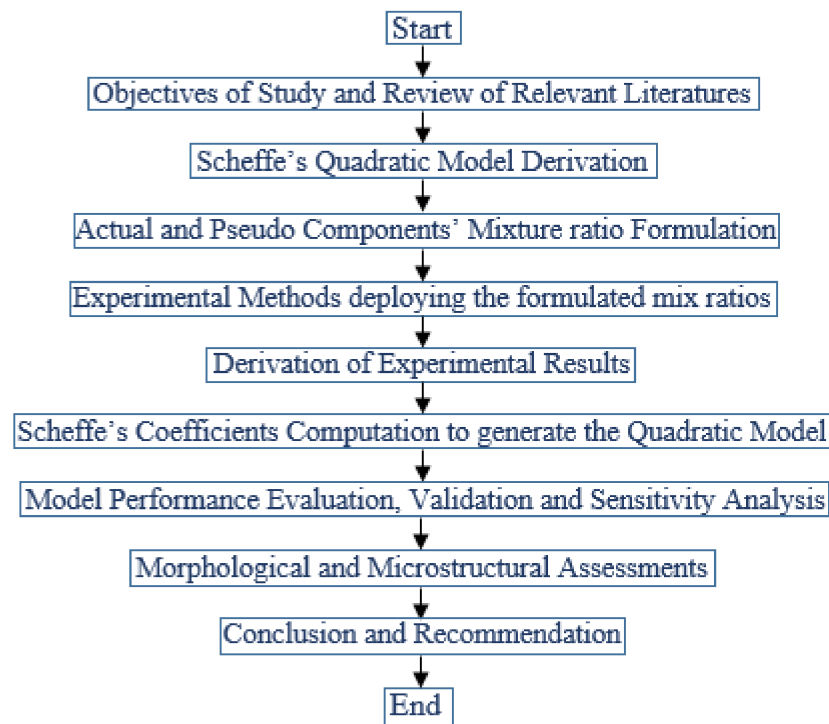 Start
Objectives of Study and Review of Relevant Literatures
Scheffe’s Quadratic Model Derivation
Actual and Pseudo Components’ Mixture ratio Formulation
Experimental Methods deploying the formulated mix ratios
Derivation of Experimental Results
Scheffe’s Coefficients Computation to generate the Quadratic Model
Model Performance Evaluation, Validation and Sensitivity Analysis
Morphological and Microstructural Assessments
Conclusion and Recommendation
End